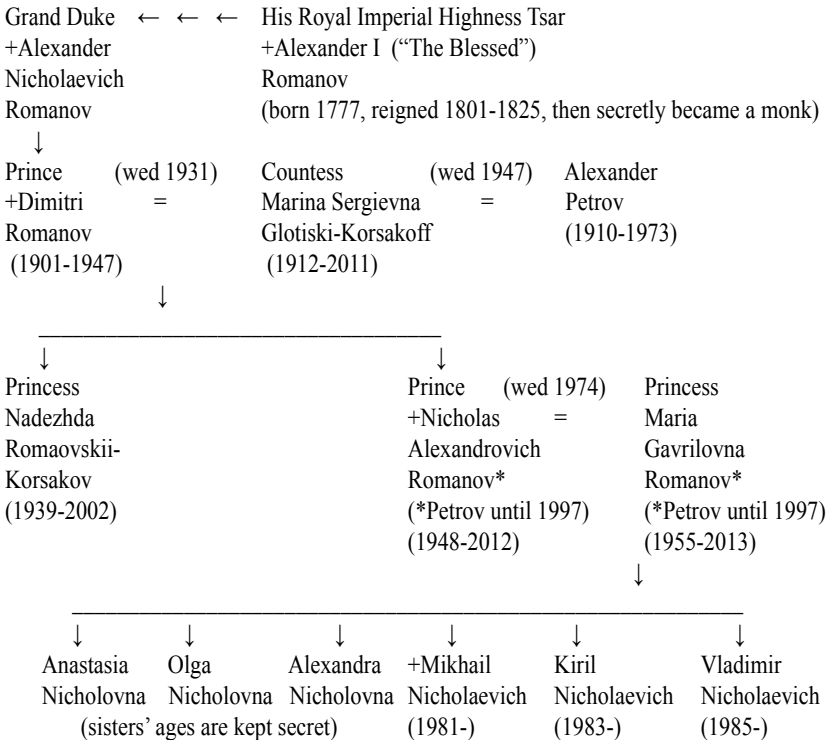 Grand Duke ← ← ← His Royal Imperial Highness Tsar
+Alexander +Alexander I (“The Blessed”)
Nicholaevich Romanov
Romanov (born 1777, reigned 1801-1825, then secretly became a monk)
↓
Prince (wed 1931) Countess (wed 1947) Alexander
+Dimitri = Marina Sergievna = Petrov
Romanov Glotiski-Korsakoff (1910-1973)
(1901-1947) (1912-2011)
↓
↓ ↓
Princess Prince (wed 1974) Princess
Nadezhda +Nicholas = Maria
Romaovskii- Alexandrovich Gavrilovna
Korsakov Romanov* Romanov*
(1939-2002) (*Petrov until 1997) (*Petrov until 1997)
(1948-2012) (1955-2013)
↓
↓ ↓ ↓ ↓ ↓ ↓
Anastasia Olga Alexandra +Mikhail Kiril Vladimir
Nicholovna Nicholovna Nicholovna Nicholaevich Nicholaevich Nicholaevich
(sisters’ ages are kept secret) (1981-) (1983-) (1985-)